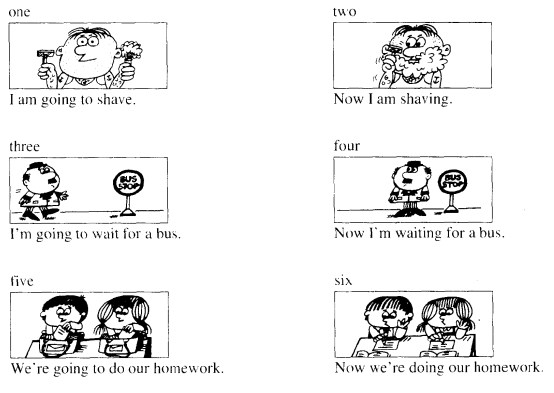 one
two
I am going to shave.
Now I am shaving.
three
four
BUS STOP
BUS STOP
I'm going to wait for a bus.
Now I'm waiting for a bus.
five
six
We're going to do our homework.
Now we're doing our homework.